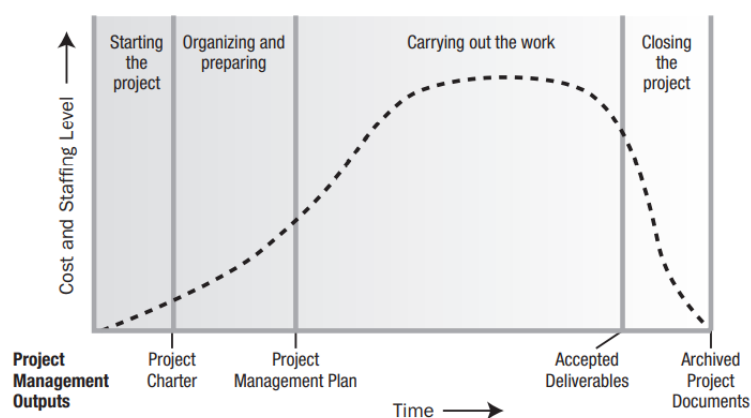 Starting
the
project
Organizing and
preparing
Carrying out the work
Closing
the
project
Cost and Staffing Level
Project
Management
Outputs
Project
Charter
Project
Management Plan
Accepted
Deliverables
Archived
Project
Documents
Time